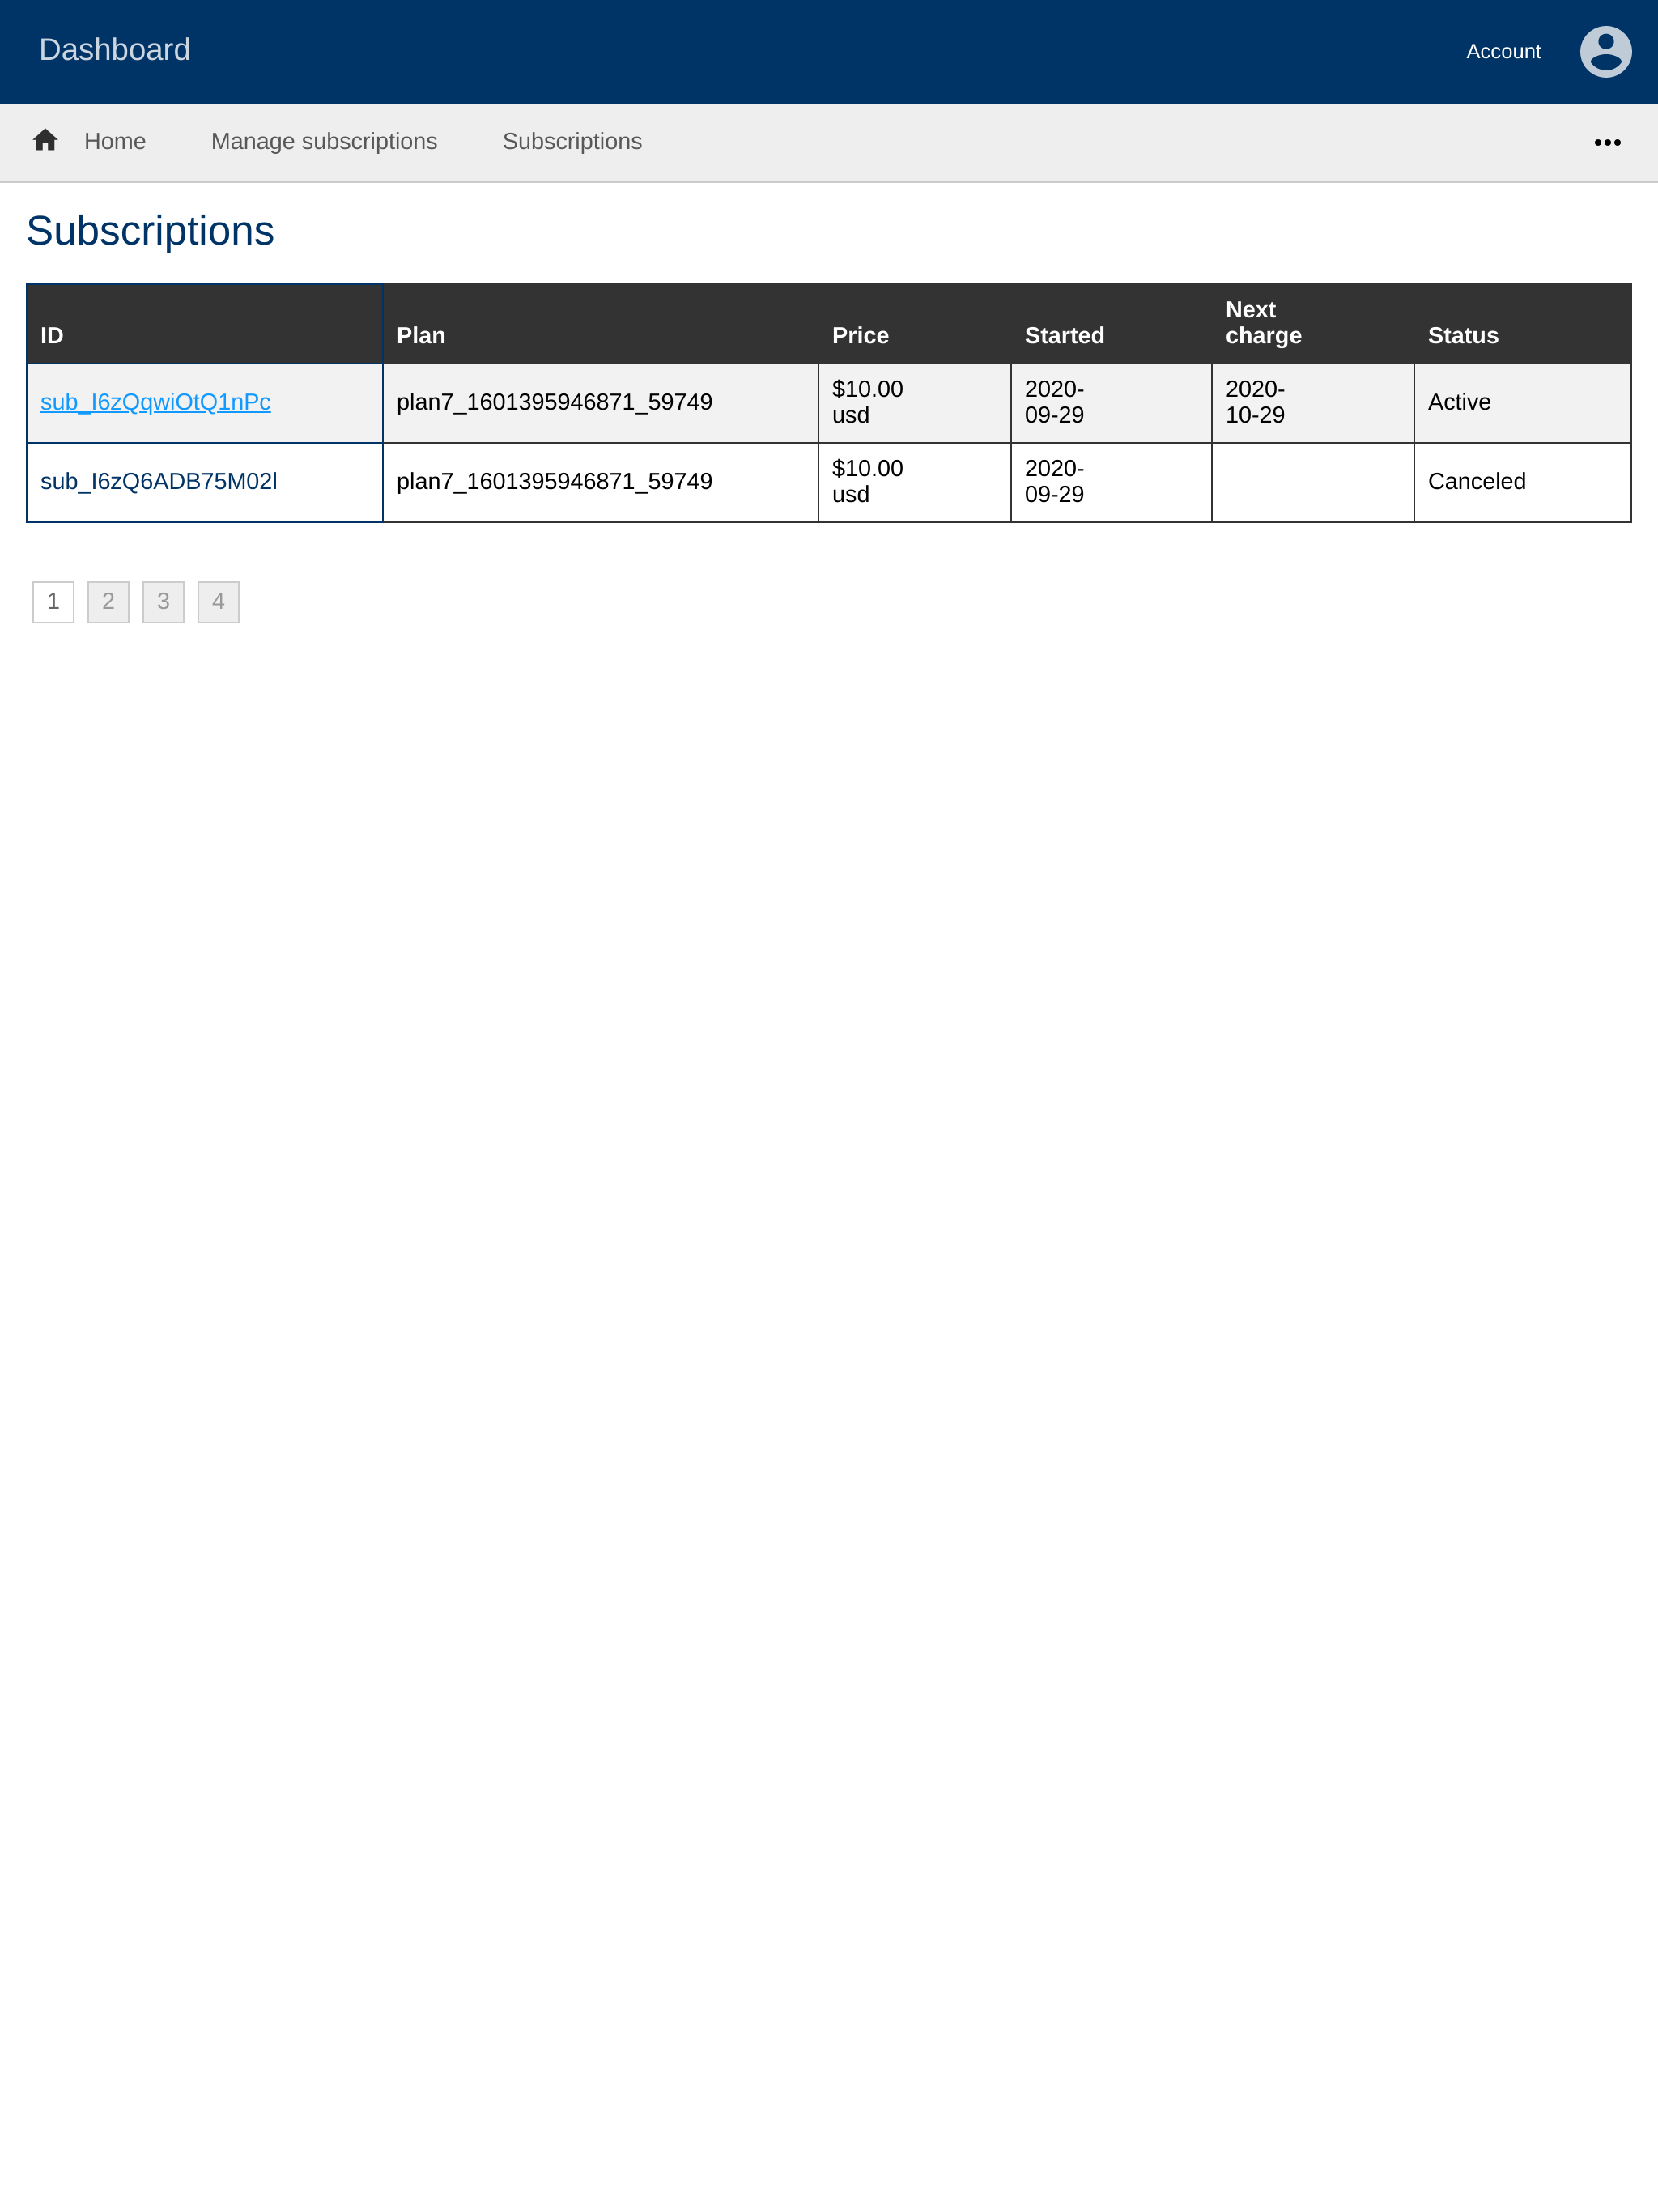 Dashboard
Account
Home Manage subscriptions Subscriptions
Subscriptions
ID Plan Price Started Next charge Status
sub_I6zQqwiOtQ1nPc plan7_1601395946871_59749 $10.00 usd 2020-09-29 2020-10-29 Active
sub_I6zQ6ADB75M02l plan7_1601395946871_59749 $10.00 usd 2020-09-29 Canceled
1 2 3 4